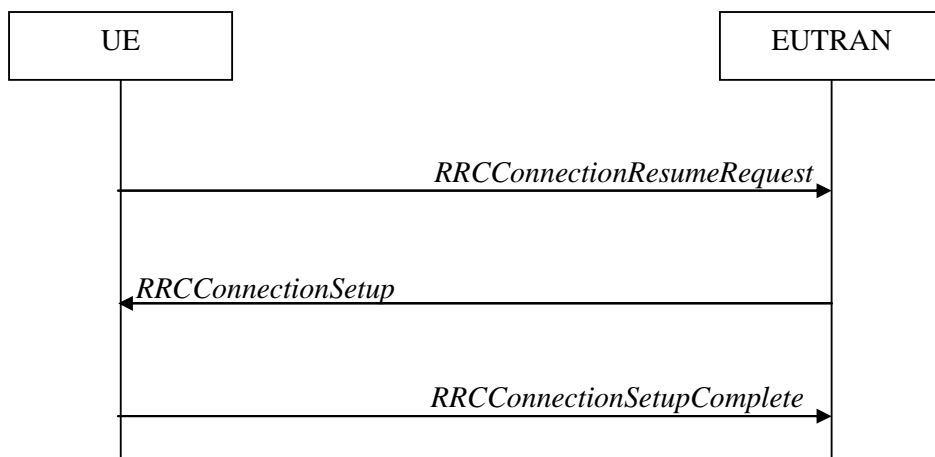 UE
EUTRAN
RRCConnectionResumeRequest
RRCConnectionSetup
RRCConnectionSetupComplete